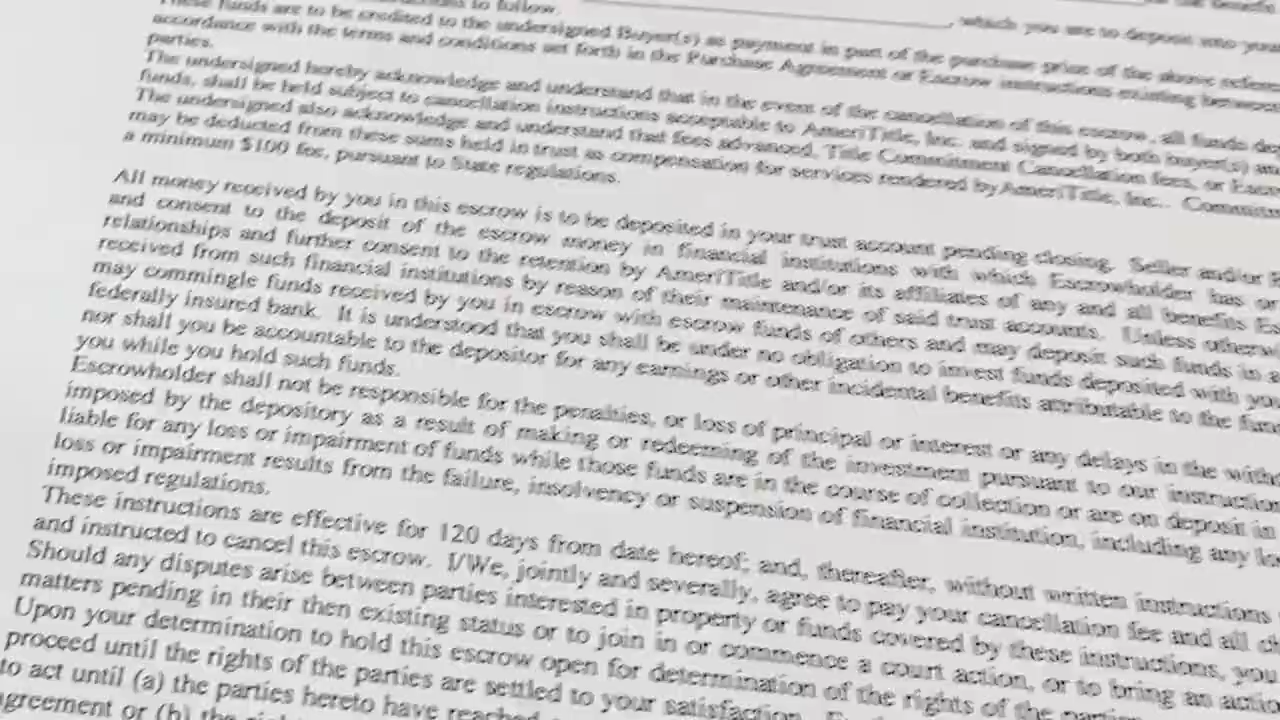 to follow.
These funds are to be credited to the undersigned Buyer(s) as payment in part of the purchase price of the above
, which you are to deposit into your
accordance with the terms and conditions set forth in the Purchase Agreement or Escrow instructions existing between
parties.
The undersigned hereby acknowledge and understand that in the event of the cancellation of this escrow, all funds
funds, shall be held subject to cancellation instructions acceptable to AmeriTitle, Inc. and signed by both buyer(s) and
The undersigned also acknowledge and understand that fees advanced, Title Commitment Cancellation fees, or
may be deducted from these sums held in trust as compensation for services rendered by AmeriTitle, Inc..
a minimum $100 fee, pursuant to State regulations.
All money received by you in this escrow is to be deposited in your trust account pending closing. Seller and/or
and consent to the deposit of the escrow money in financial institutions with which Escrowholder has or
relationships and further consent to the retention by AmeriTitle and/or its affiliates of any and all benefits
received from such financial institutions by reason of their maintenance of said trust accounts. Unless
may commingle funds received by you in escrow with escrow funds of others and may deposit such funds in a
federally insured bank. It is understood that you shall be under no obligation to invest funds deposited with
nor shall you be accountable to the depositor for any earnings or other incidental benefits attributable to the
you while you hold such funds.
Escrowholder shall not be responsible for the penalties, or loss of principal or interest or any delays in the
imposed by the depository as a result of making or redeeming of the investment pursuant to our
liable for any loss or impairment of funds while those funds are in the course of collection or are on deposit in
loss or impairment results from the failure, insolvency or suspension of financial institution, including any
imposed regulations.
These instructions are effective for 120 days from date hereof; and, thereafter, without written instructions
and instructed to cancel this escrow. I/We, jointly and severally, agree to pay your cancellation fee and all
Should any disputes arise between parties interested in property or funds covered by these instructions, you
matters pending in their then existing status or to join in or commence a court action, or to bring an
Upon your determination to hold this escrow open for determination of the rights of the
proceed until the rights of the parties are settled to your satisfaction.
to act until (a) the parties hereto have reached
or (b) the